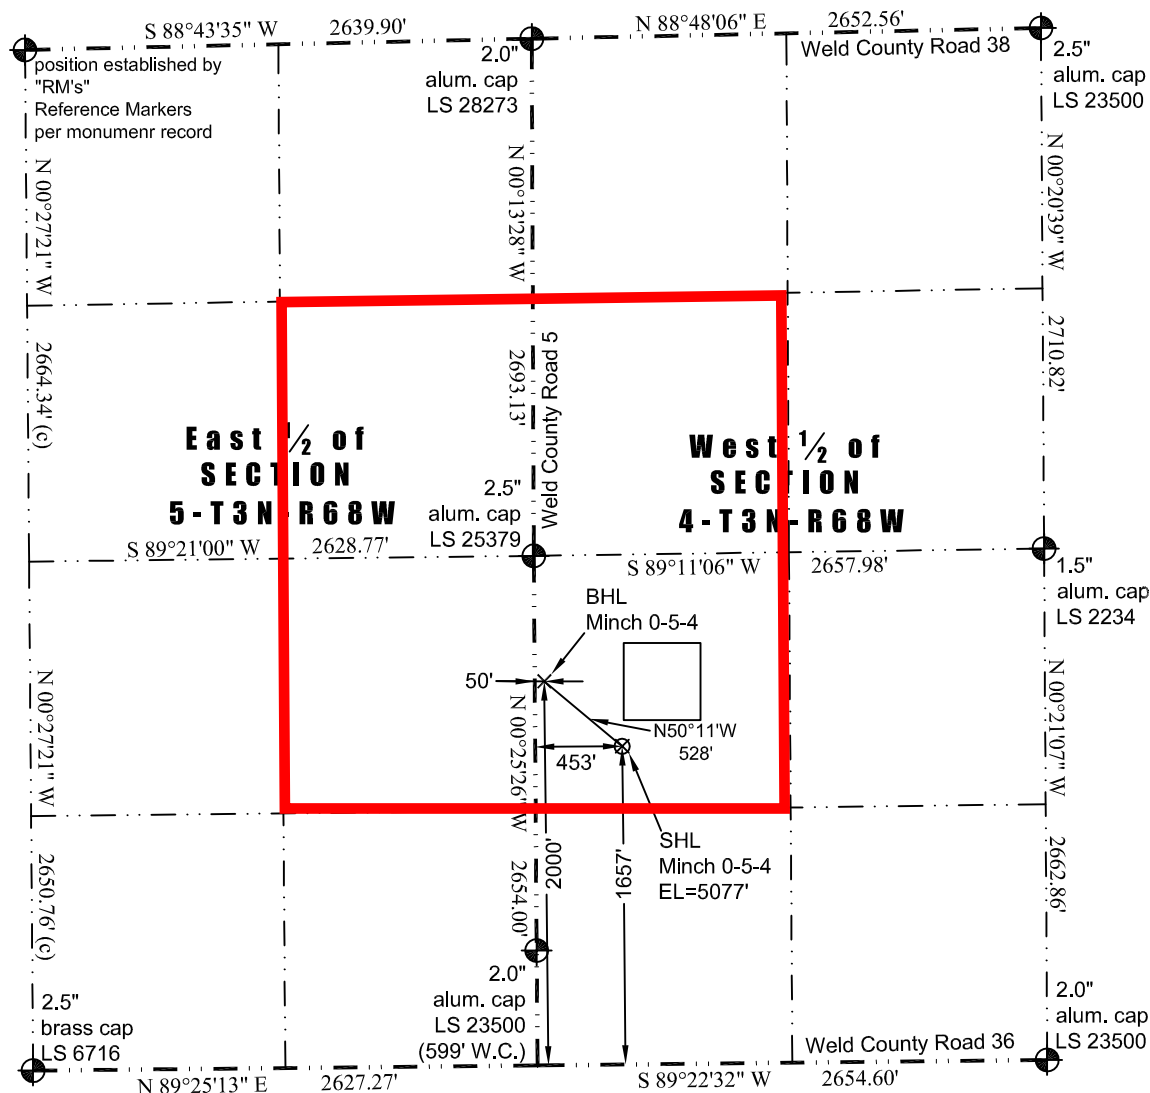 S 88°43'35" W 2639.90'
N 88°48'06" E 2652.56'
Weld County Road 38
position established by
"RM's"
Reference Markers
per monumenr record
2.0"
alum. cap
LS 28273
2.5"
alum. cap
LS 23500
N 00°27'21" W
N 00°13'28" W
N 00°20'39" W
2664.34' (c)
2693.13'
Weld County Road 5
2710.82'
East ½ of
SECTION
5-T3N-R68W
West ½ of
SECTION
4-T3N-R68W
2.5"
alum. cap
LS 25379
S 89°21'00" W 2628.77'
S 89°11'06" W 2657.98'
1.5"
alum. cap
LS 2234
BHL
Minch 0-5-4
50'
N50°11'W
528'
453'
N 00°27'21" W
N 00°25'26" W
N 00°21'07" W
SHL
Minch 0-5-4
EL=5077'
2000'
1657'
2650.76' (c)
2654.00'
2662.86'
2.5"
brass cap
LS 6716
2.0"
alum. cap
LS 23500
(599' W.C.)
2.0"
alum. cap
LS 23500
Weld County Road 36
N 89°25'13" E 2627.27'
S 89°22'32" W 2654.60'